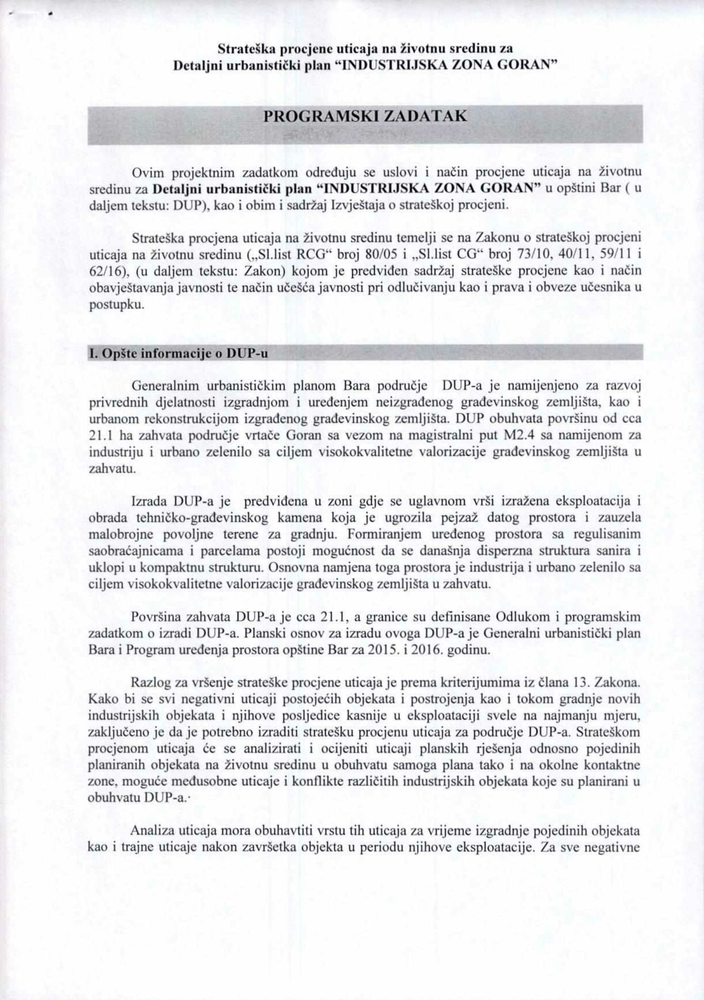 Strateška procjene uticaja na životnu sredinu za
Detaljni urbanistički plan “INDUSTRIJSKA ZONA GORAN”
PROGRAMSKI ZADATAK
Ovim projektnim zadatkom određuju se uslovi i način procjene uticaja na životnu
sredinu za Detaljni urbanistički plan “INDUSTRIJSKA ZONA GORAN” u opštini Bar ( u
daljem tekstu: DUP), kao i obim i sadržaj Izvještaja o strateškoj procjeni.
Strateška procjena uticaja na životnu sredinu temelji se na Zakonu o strateškoj procjeni
uticaja na životnu sredinu („Sl.list RCG“ broj 80/05 i „Sl.list CG“ broj 73/10, 40/11, 59/11 i
62/16), (u daljem tekstu: Zakon) kojom je predviđen sadržaj strateške procjene kao i način
obavještavanja javnosti te način učešća javnosti pri odlučivanju kao i prava i obveze učesnika u
postupku.
I. Opšte informacije o DUP-u
Generalnim urbanističkim planom Bara područje DUP-a je namijenjeno za razvoj
privrednih djelatnosti izgradnjom i uređenjem neizgrađenog građevinskog zemljišta, kao i
urbanom rekonstrukcijom izgrađenog građevinskog zemljišta. DUP obuhvata površinu od cca
21.1 ha zahvata područje vrtače Goran sa vezom na magistralni put M2.4 sa namijenom za
industriju i urbano zelenilo sa ciljem visokokvalitetne valorizacije građevinskog zemljišta u
zahvatu.
Izrada DUP-a je predviđena u zoni gdje se uglavnom vrši izražena eksploatacija i
obrada tehničko-građevinskog kamena koja je ugrozila pejzaž datog prostora i zauzela
malobrojne povoljne terene za gradnju. Formiranjem uređenog prostora sa regulisanim
saobraćajnicama i parcelama postoji mogućnost da se današnja disperzna struktura sanira i
uklopi u kompaktnu strukturu. Osnovna namjena toga prostora je industrija i urbano zelenilo sa
ciljem visokokvalitetne valorizacije građevinskog zemljišta u zahvatu.
Površina zahvata DUP-a je cca 21.1, a granice su definisane Odlukom i programskim
zadatkom o izradi DUP-a. Planski osnov za izradu ovoga DUP-a je Generalni urbanistički plan
Bara i Program uređenja prostora opštine Bar za 2015. i 2016. godinu.
Razlog za vršenje strateške procjene uticaja je prema kriterijumima iz člana 13. Zakona.
Kako bi se svi negativni uticaji postojećih objekata i postrojenja kao i tokom gradnje novih
industrijskih objekata i njihove posljedice kasnije u eksploataciji svele na najmanju mjeru,
zaključeno je da je potrebno izraditi stratešku procjenu uticaja za područje DUP-a. Strateškom
procjenom uticaja će se analizirati i ocijeniti uticaji planskih rješenja odnosno pojedinih
planiranih objekata na životnu sredinu u obuhvatu samoga plana tako i na okolne kontaktne
zone, moguće međusobne uticaje i konflikte različitih industrijskih objekata koje su planirani u
obuhvatu DUP-a.
Analiza uticaja mora obuhavtiti vrstu tih uticaja za vrijeme izgradnje pojedinih objekata
kao i trajne uticaje nakon završetka objekta u periodu njihove eksploatacije. Za sve negativne